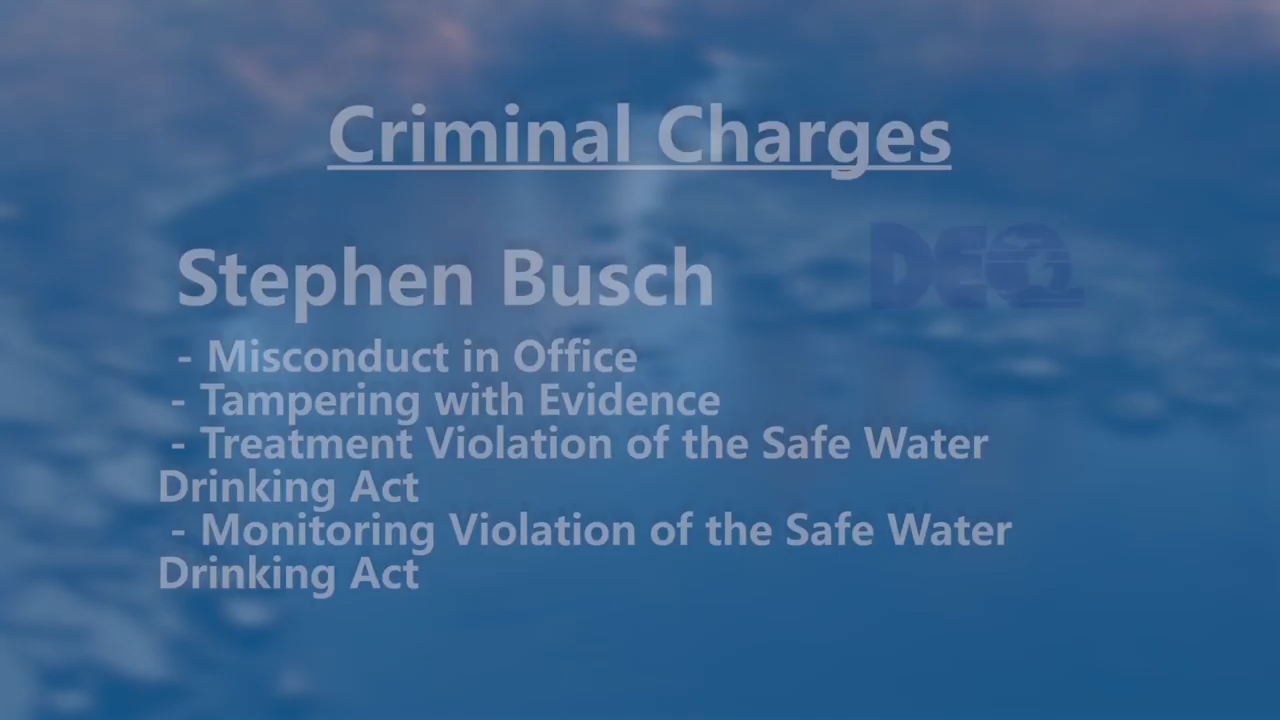 Criminal Charges
Stephen Busch
DEQ
- Misconduct in Office
- Tampering with Evidence
- Treatment Violation of the Safe Water
Drinking Act
- Monitoring Violation of the Safe Water
Drinking Act